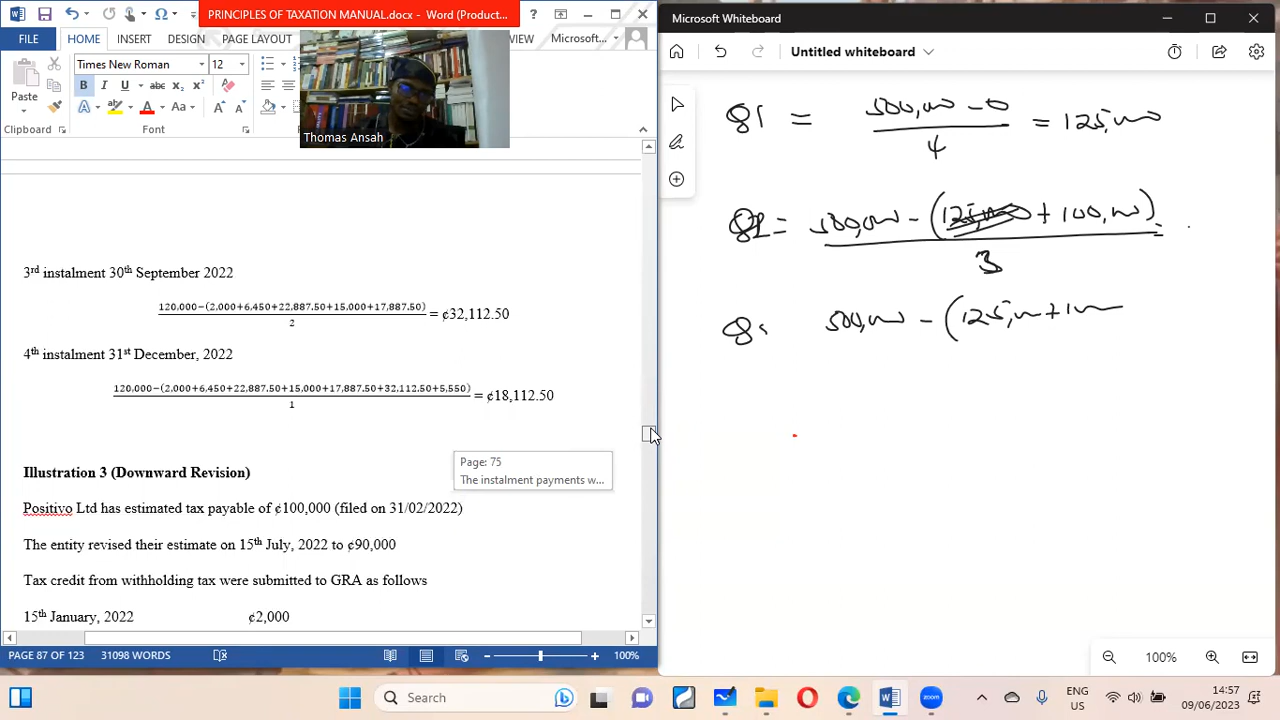 PRINCIPLES OF TAXATION MANUAL.docx - Word (Product...
FILE HOME INSERT DESIGN PAGE LAYOUT VIEW Microsoft...
Times New Roman 12
Paste
Clipboard Font
Thomas Ansah
3rd instalment 30th September 2022
120,000−(2,000+6,450+22,887.50+15,000+17,887.50)
2
= ¢32,112.50
4th instalment 31st December, 2022
120,000−(2,000+6,450+22,887.50+15,000+17,887.50+32,112.50+5,550)
1
= ¢18,112.50
Page: 75
The instalment payments w...
Illustration 3 (Downward Revision)
Positivo Ltd has estimated tax payable of ¢100,000 (filed on 31/02/2022)
The entity revised their estimate on 15th July, 2022 to ¢90,000
Tax credit from withholding tax were submitted to GRA as follows
15th January, 2022 ¢2,000
PAGE 87 OF 123 31098 WORDS 100%
Microsoft Whiteboard
Untitled whiteboard
Q1 = 500,000 - 0
4
= 125,000
= 500,000 - ( + 100,000) =
3
500,000 - (125,
100%
Search
ENG
US
14:57
09/06/2023